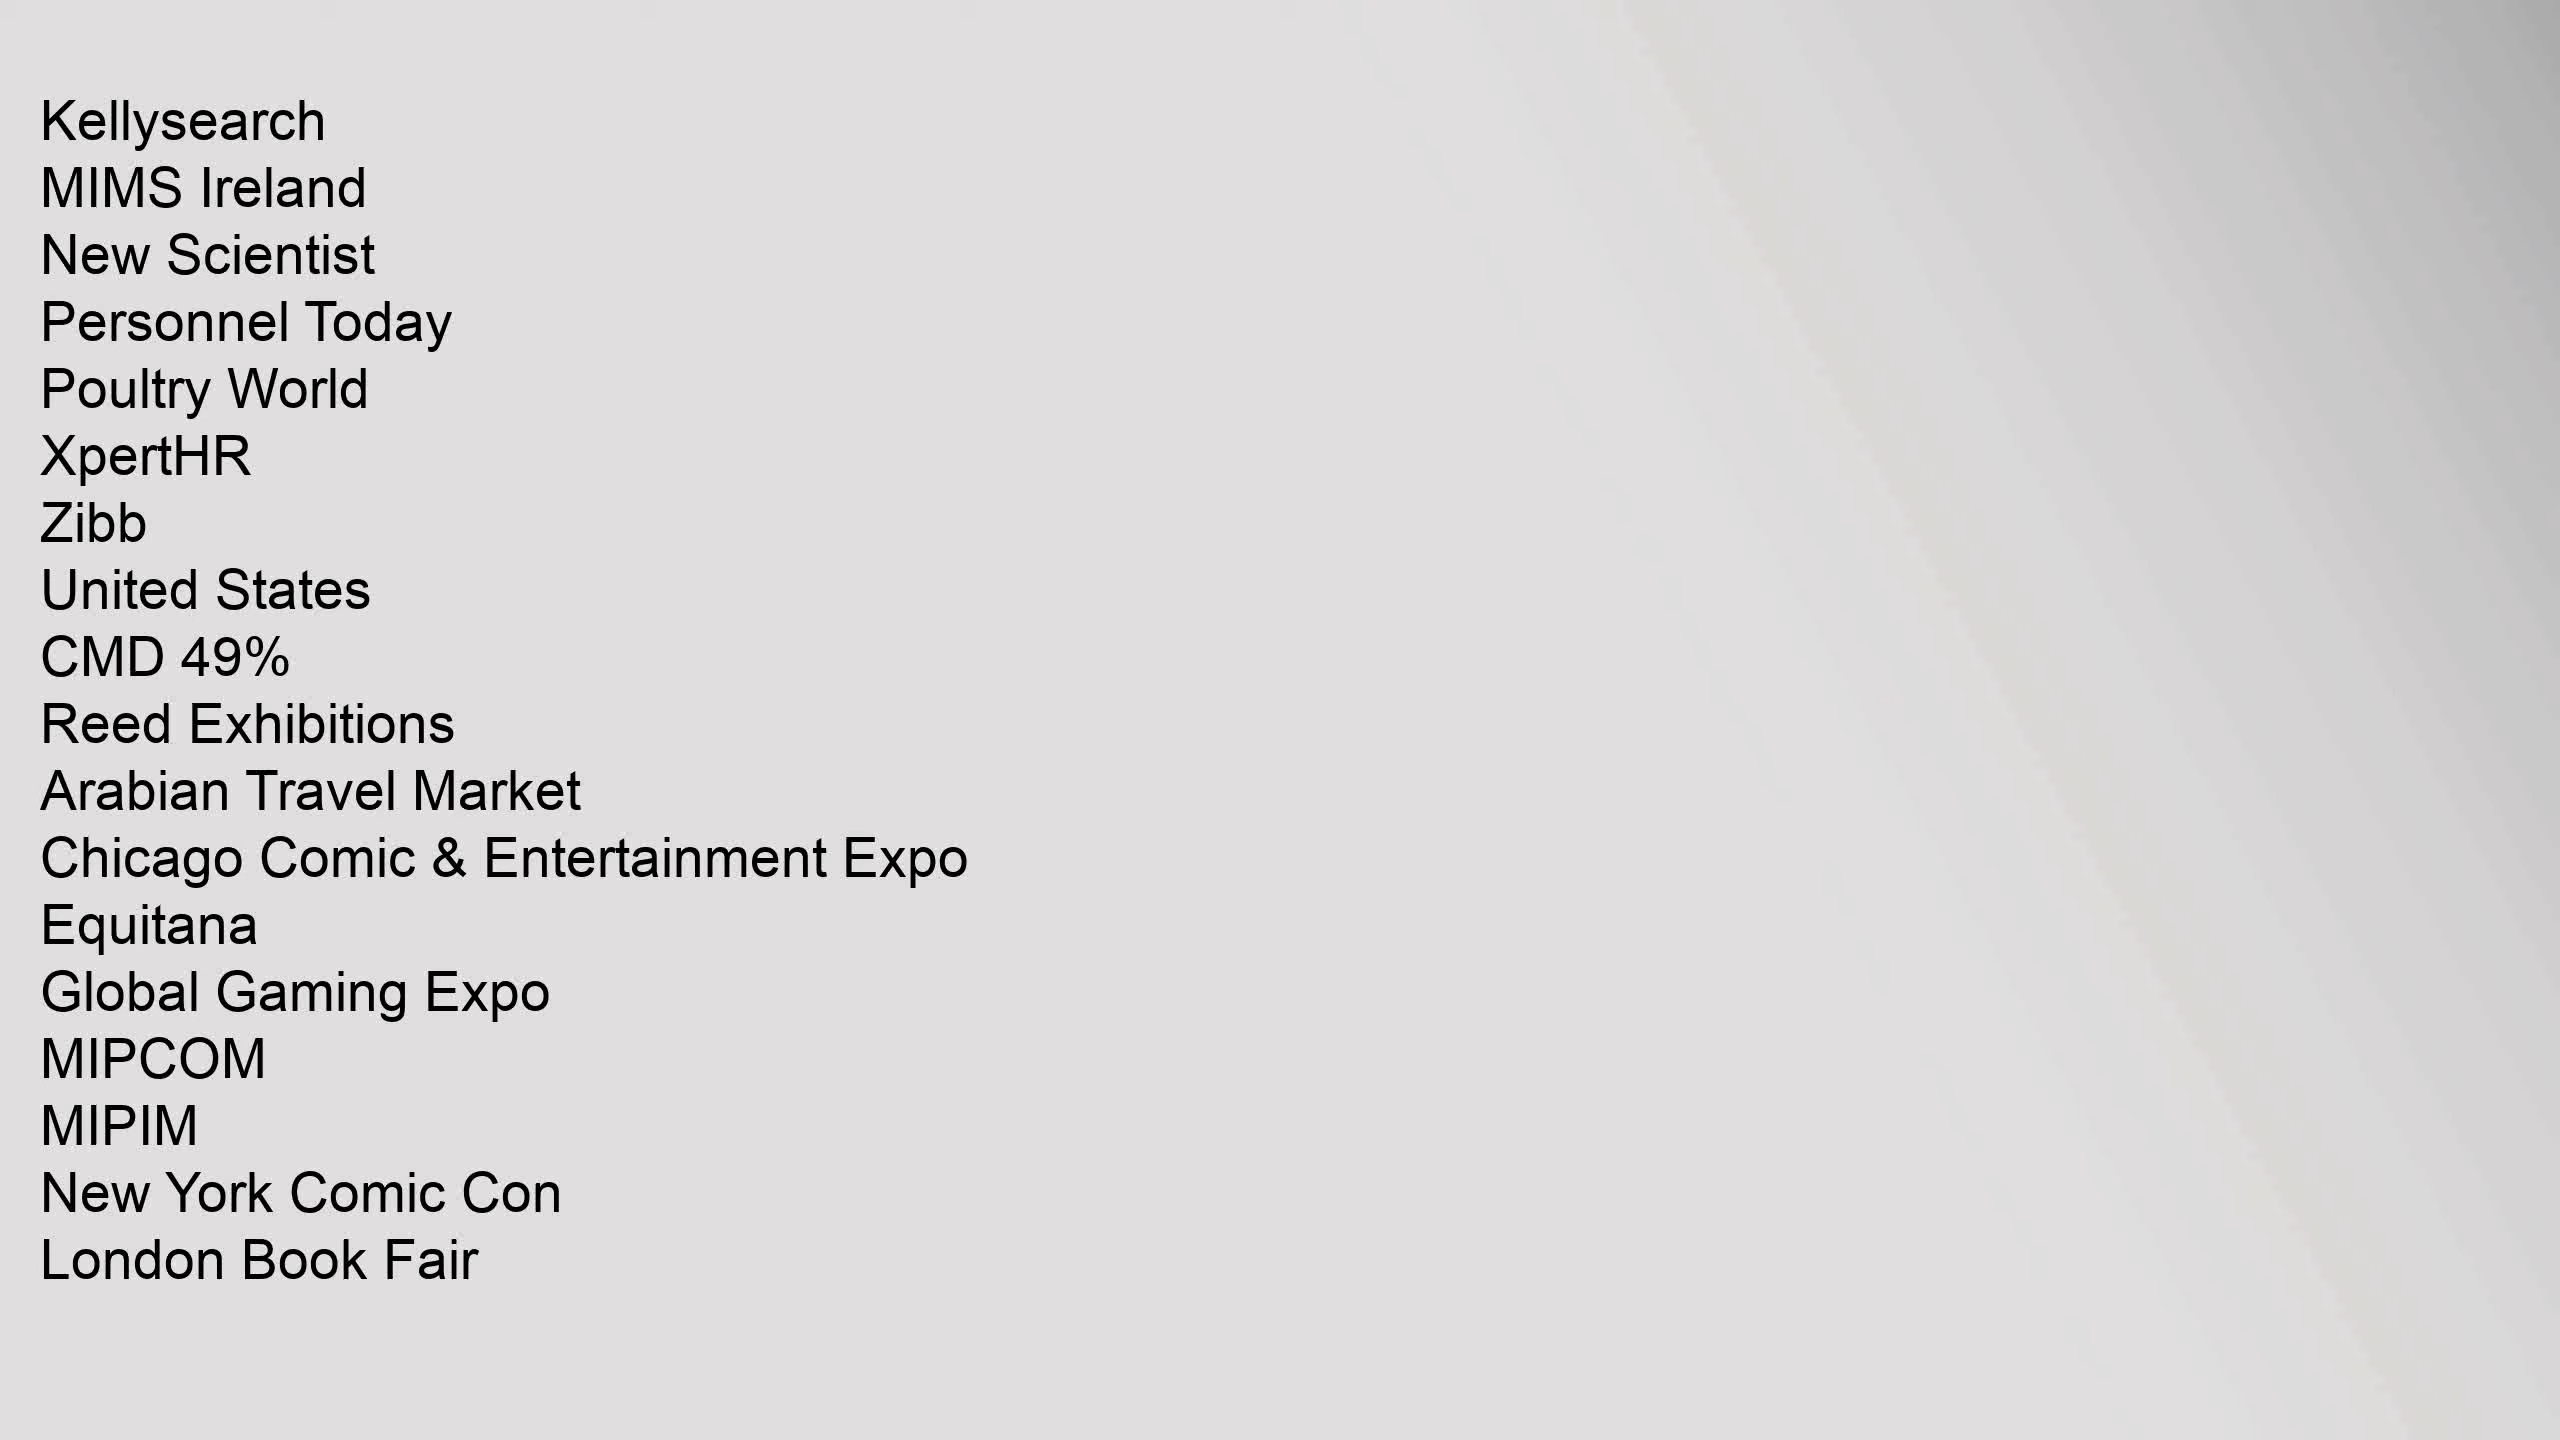 Kellysearch
MIMS Ireland
New Scientist
Personnel Today
Poultry World
XpertHR
Zibb
United States
CMD 49%
Reed Exhibitions
Arabian Travel Market
Chicago Comic & Entertainment Expo
Equitana
Global Gaming Expo
MIPCOM
MIPIM
New York Comic Con
London Book Fair